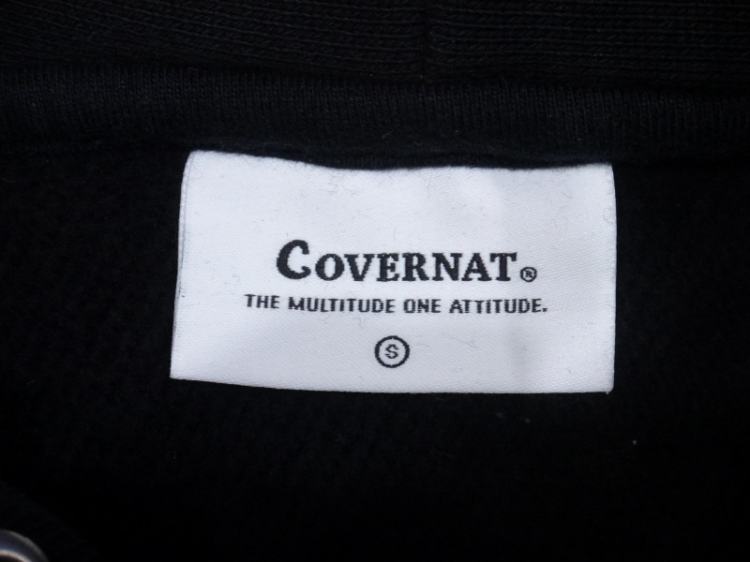 COVERNAT®
THE MULTITUDE ONE ATTITUDE.
S